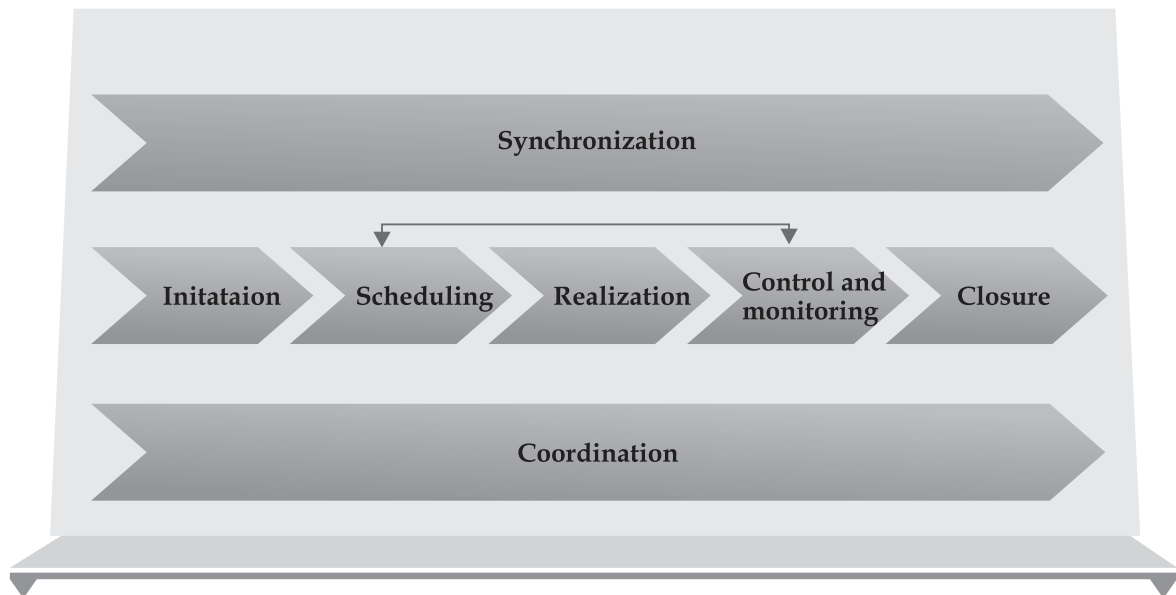 Synchronization
Initataion
Scheduling
Realization
Control and
monitoring
Closure
Coordination